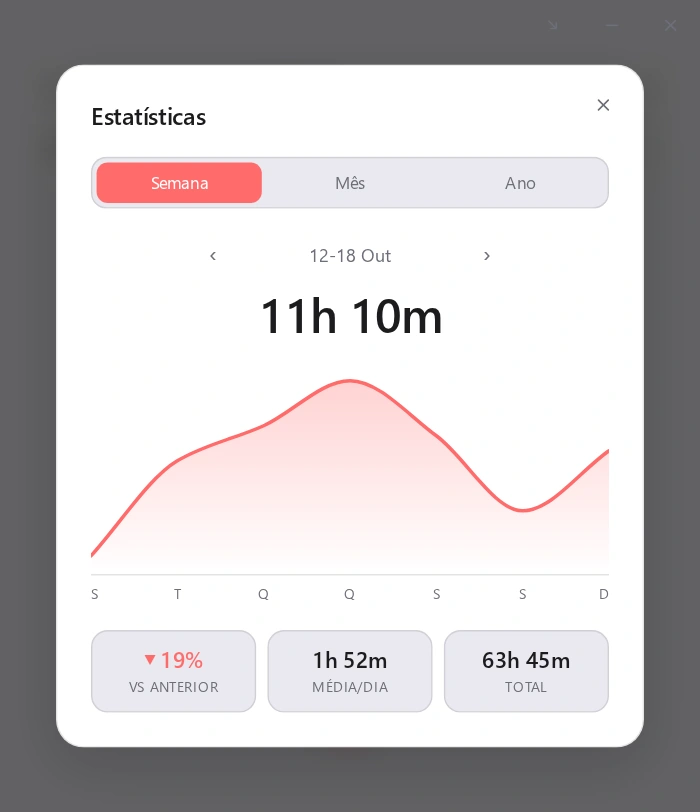 Estatísticas
Semana Mês Ano
12-18 Out
11h 10m
S T Q Q S S D
▼19% 1h 52m 63h 45m
VS ANTERIOR MÉDIA/DIA TOTAL